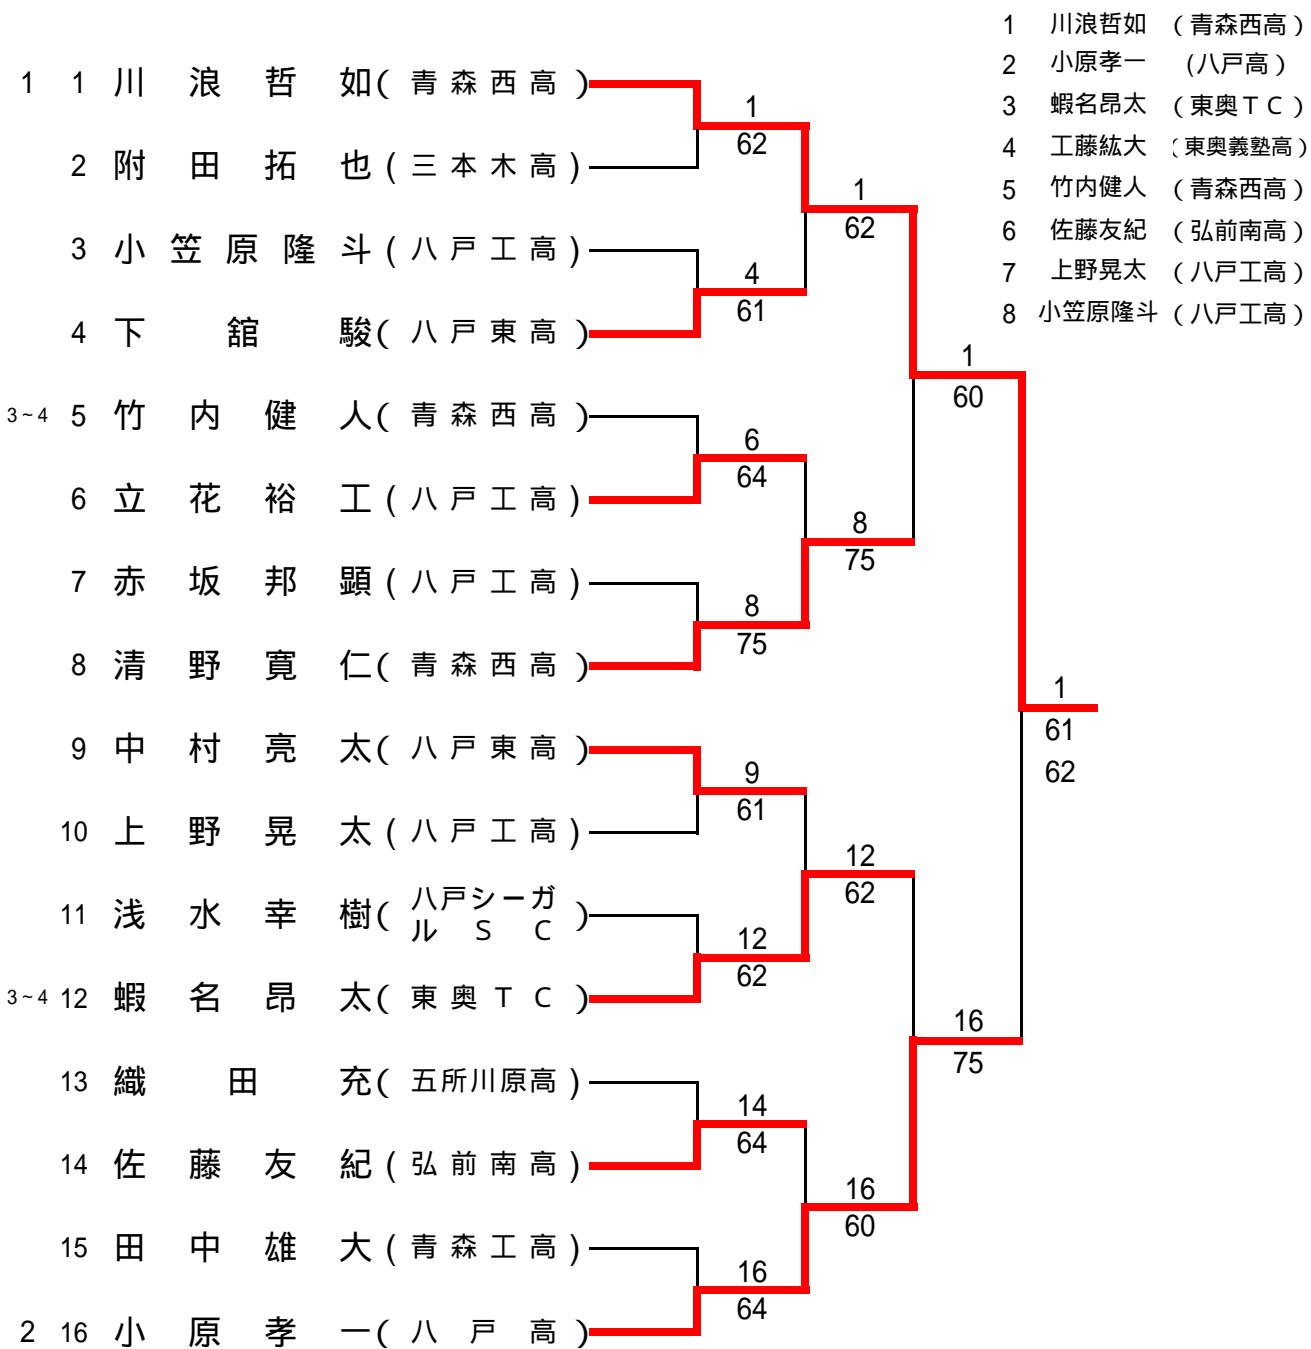 1 川浪哲如 (青森西高)
2 小原孝一 (八戸高)
3 蝦名昂太 (東奥TC)
4 工藤紘大 (東奥義塾高)
5 竹内健人 (青森西高)
6 佐藤友紀 (弘前南高)
7 上野晃太 (八戸工高)
8 小笠原隆斗 (八戸工高)
1 1 川浪哲如(青森西高)
1
62
2 附田拓也(三本木高)
1
62
3 小笠原隆斗(八戸工高)
4
61
4 下舘駿(八戸東高)
1
60
3~4 5 竹内健人(青森西高)
6
64
6 立花裕工(八戸工高)
8
75
7 赤坂邦顕(八戸工高)
8
75
8 清野寛仁(青森西高)
1
61
62
9 中村亮太(八戸東高)
9
61
10 上野晃太(八戸工高)
12
62
11 浅水幸樹(八戸シーガ
ルSC)
12
62
3~4 12 蝦名昂太(東奥TC)
16
75
13 織田充(五所川原高)
14
64
14 佐藤友紀(弘前南高)
16
60
15 田中雄大(青森工高)
16
64
2 16 小原孝一(八戸高)